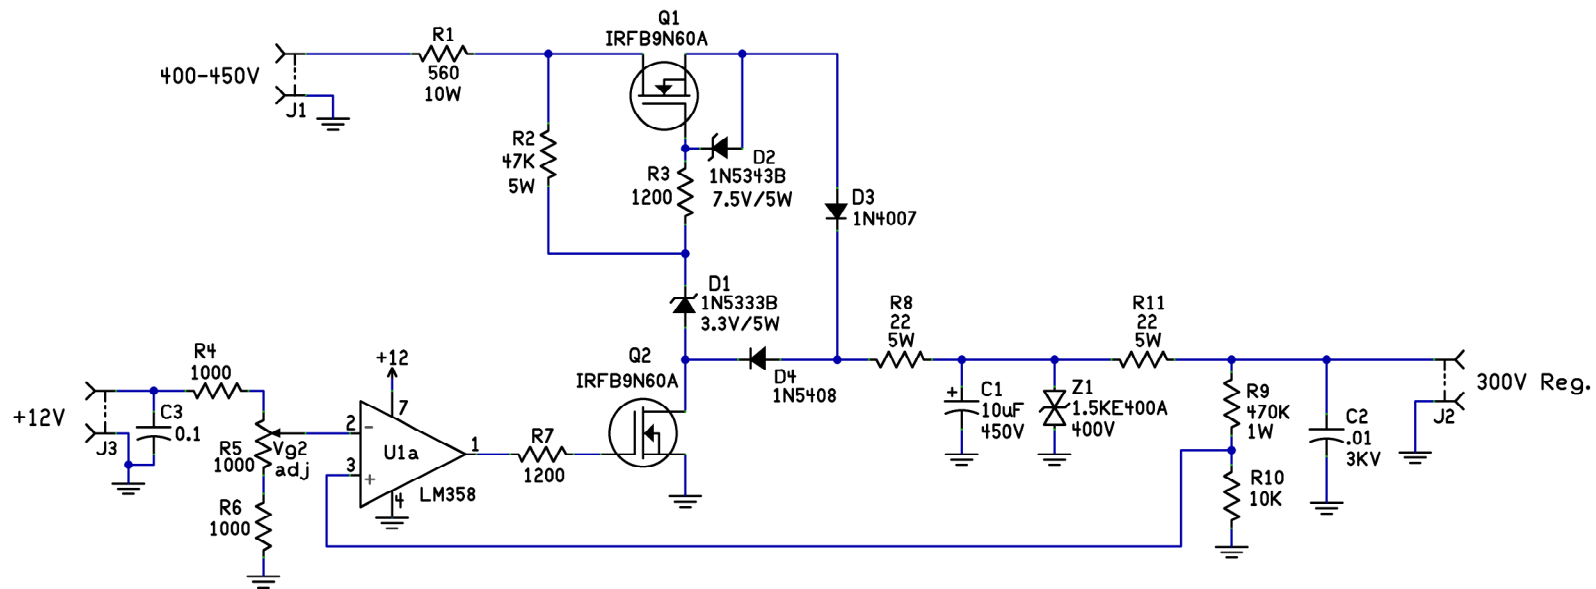 400-450V
J1
R1
560
10W
Q1
IRFB9N60A
R2
47K
5W
R3
1200
D2
1N5343B
7.5V/5W
D3
1N4007
D1
1N5333B
3.3V/5W
+12V
J3
C3
0.1
R4
1000
R5
1000
Vg2
adj
R6
1000
+12
7
2
-
3
+
U1a
1
4
LM358
R7
1200
Q2
IRFB9N60A
D4
1N5408
R8
22
5W
+
C1
10uF
450V
Z1
1.5KE400A
400V
R11
22
5W
R9
470K
1W
R10
10K
C2
.01
3KV
J2
300V Reg.